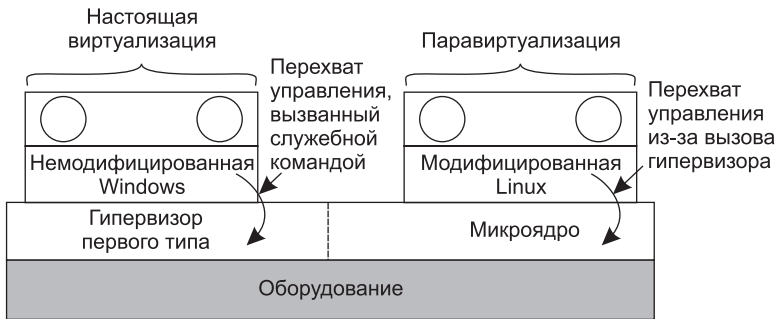 Настоящая
виртуализация
Паравиртуализация
Перехват
управления,
вызванный
служебной
командой
Перехват
управления
из-за вызова
гипервизора
Немодифицированная
Windows
Модифицированная
Linux
Гипервизор
первого типа
Микроядро
Оборудование